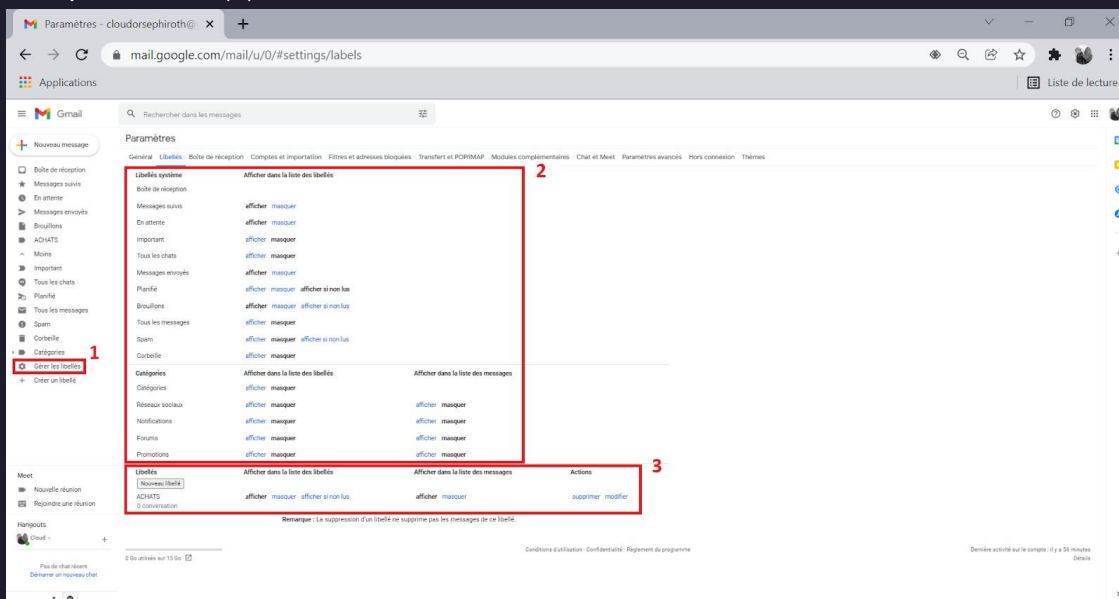 Paramètres - cloudorsephiroth@
mail.google.com/mail/u/0/#settings/labels
Applications
Liste de lecture
Gmail
Rechercher dans les messages
Nouveau message
Boîte de réception
Messages suivis
En attente
Messages envoyés
Brouillons
ACHATS
Moins
Important
Tous les chats
Planifié
Tous les messages
Spam
Corbeille
Catégories
1
Gérer les libellés
Créer un libellé
Meet
Nouvelle réunion
Rejoindre une réunion
Hangouts
Cloud
Pas de chat récent
Démarrer un nouveau chat
Paramètres
Général Libellés Boîte de réception Comptes et importation Filtres et adresses bloquées Transfert et POP/IMAP Modules complémentaires Chat et Meet Paramètres avancés Hors connexion Thèmes
2
Libellés système Afficher dans la liste des libellés
Boîte de réception
Messages suivis afficher masquer
En attente afficher masquer
Important afficher masquer
Tous les chats afficher masquer
Messages envoyés afficher masquer
Planifié afficher masquer afficher si non lus
Brouillons afficher masquer afficher si non lus
Tous les messages afficher masquer
Spam afficher masquer afficher si non lus
Corbeille afficher masquer
Catégories Afficher dans la liste des libellés Afficher dans la liste des messages
Catégories afficher masquer
Réseaux sociaux afficher masquer afficher masquer
Notifications afficher masquer afficher masquer
Forums afficher masquer afficher masquer
Promotions afficher masquer afficher masquer
3
Libellés Afficher dans la liste des libellés Afficher dans la liste des messages Actions
Nouveau libellé
ACHATS afficher masquer afficher si non lus afficher masquer supprimer modifier
0 conversation
Remarque : La suppression d'un libellé ne supprime pas les messages de ce libellé.
0 Go utilisés sur 15 Go
Conditions d'utilisation · Confidentialité · Règlement du programme
Dernière activité sur le compte : il y a 56 minutes
Détails